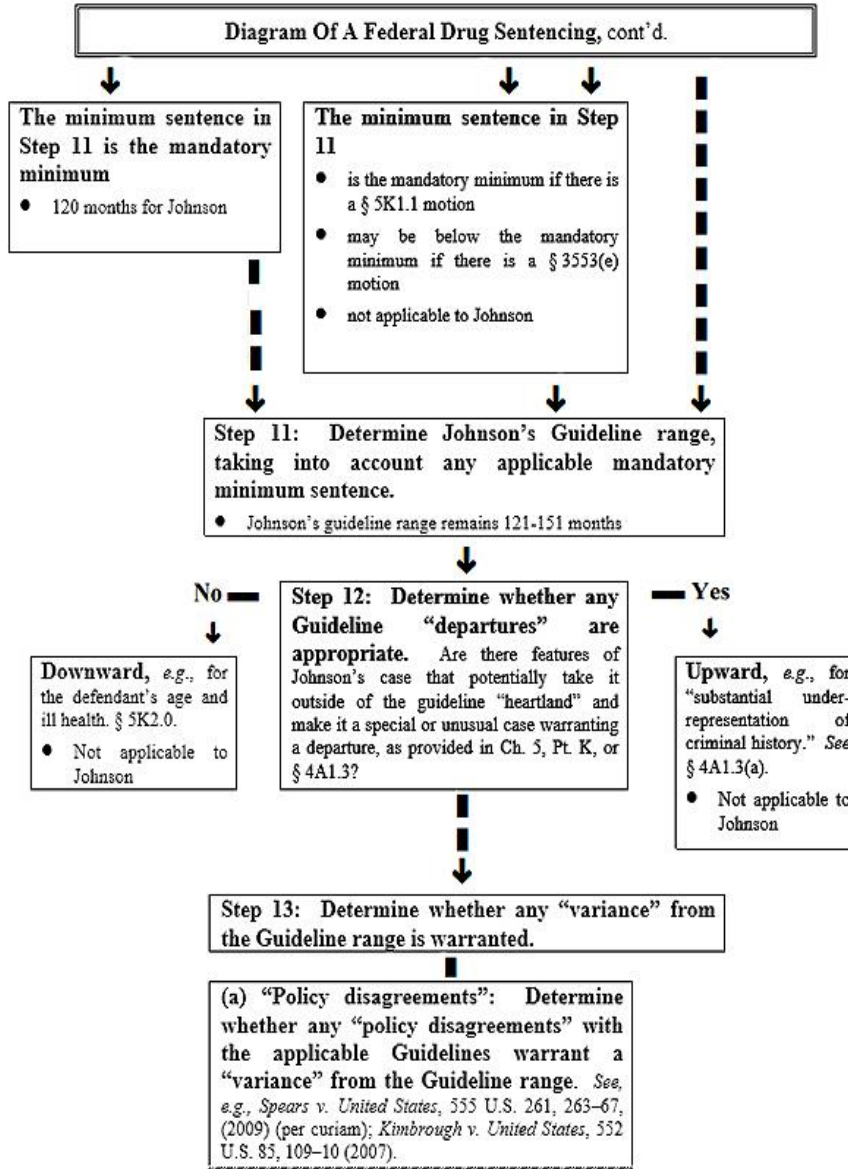 Diagram Of A Federal Drug Sentencing, cont'd.
The minimum sentence in
Step 11 is the mandatory
minimum
• 120 months for Johnson
The minimum sentence in Step
11
• is the mandatory minimum if there is
a § 5K1.1 motion
• may be below the mandatory
minimum if there is a § 3553(e)
motion
• not applicable to Johnson
Step 11: Determine Johnson's Guideline range,
taking into account any applicable mandatory
minimum sentence.
• Johnson's guideline range remains 121-151 months
No
Step 12: Determine whether any
Guideline "departures" are
appropriate. Are there features of
Johnson's case that potentially take it
outside of the guideline "heartland" and
make it a special or unusual case warranting
a departure, as provided in Ch. 5, Pt. K, or
§ 4A1.3?
Yes
Downward, e.g., for
the defendant's age and
ill health. § 5K2.0.
• Not applicable to
Johnson
Upward, e.g., for
"substantial under-
representation of
criminal history." See
§ 4A1.3(a).
• Not applicable to
Johnson
Step 13: Determine whether any "variance" from
the Guideline range is warranted.
(a) "Policy disagreements": Determine
whether any "policy disagreements" with
the applicable Guidelines warrant a
"variance" from the Guideline range. See,
e.g., Spears v. United States, 555 U.S. 261, 263–67,
(2009) (per curiam); Kimbrough v. United States, 552
U.S. 85, 109–10 (2007).